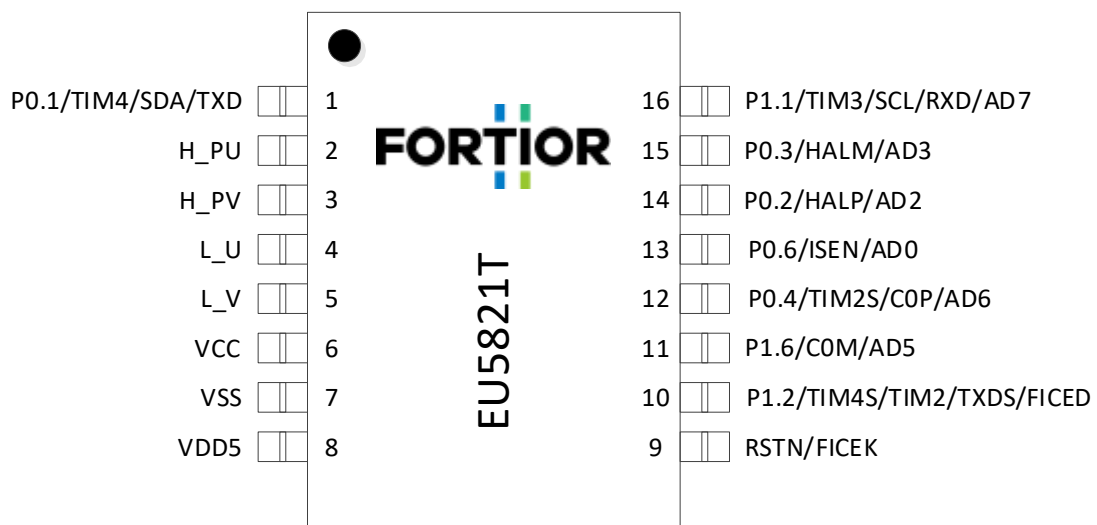 P0.1/TIM4/SDA/TXD 1 16 P1.1/TIM3/SCL/RXD/AD7
FORTIOR
H_PU 2 15 P0.3/HALM/AD3
H_PV 3 14 P0.2/HALP/AD2
L_U 4 13 P0.6/ISEN/AD0
L_V 5 12 P0.4/TIM2S/C0P/AD6
VCC 6 11 P1.6/C0M/AD5
VSS 7 10 P1.2/TIM4S/TIM2/TXDS/FICED
VDD5 8 9 RSTN/FICEK
EU5821T